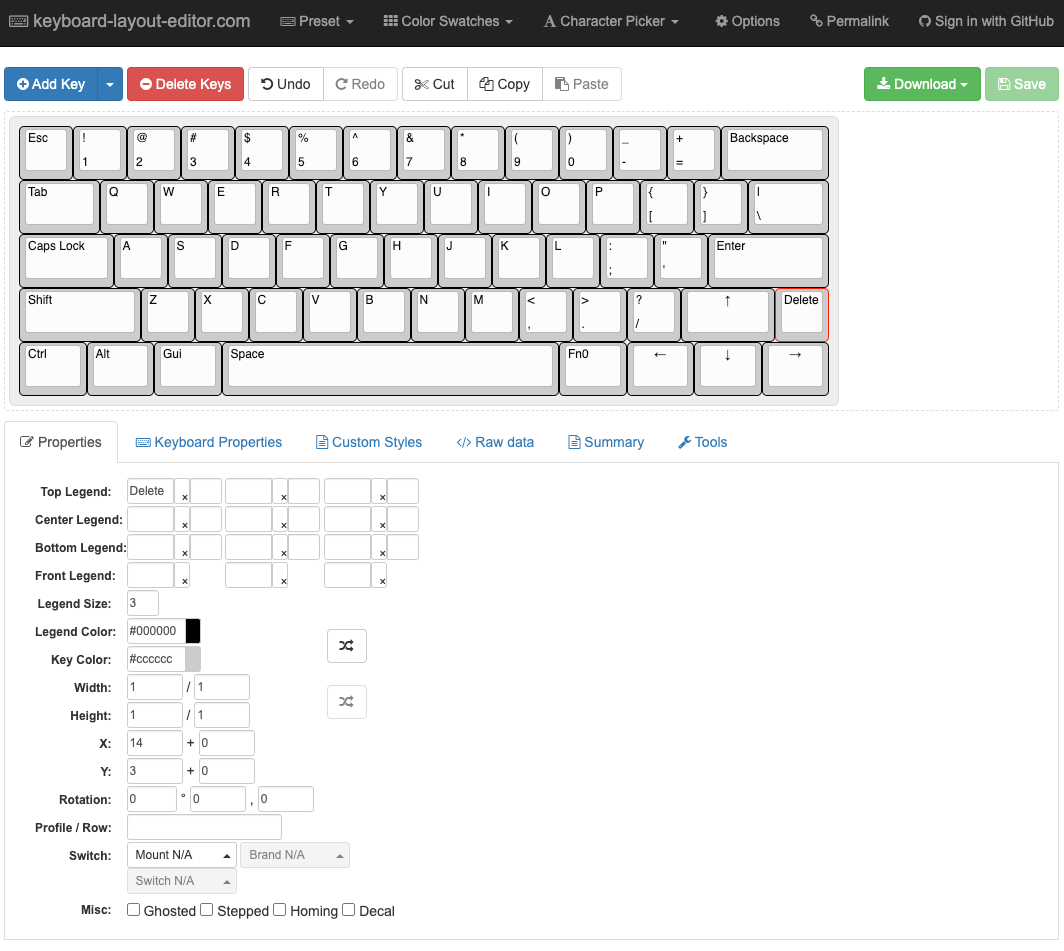 keyboard-layout-editor.com Preset Color Swatches A Character Picker Options Permalink Sign in with GitHub
Add Key Delete Keys Undo Redo Cut Copy Paste Download Save
Esc ! @ # $ % ^ & * ( ) _ + Backspace
1 2 3 4 5 6 7 8 9 0 - =
Tab Q W E R T Y U I O P { } |
[ ] \
Caps Lock A S D F G H J K L : " Enter
; '
Shift Z X C V B N M < > ? ↑ Delete
, . /
Ctrl Alt Gui Space Fn0 ← ↓ →
Properties Keyboard Properties Custom Styles </> Raw data Summary Tools
Top Legend: Delete × × ×
Center Legend: × × ×
Bottom Legend: × × ×
Front Legend: × × ×
Legend Size: 3
Legend Color: #000000
Key Color: #cccccc
Width: 1 / 1
Height: 1 / 1
X: 14 + 0
Y: 3 + 0
Rotation: 0 ° 0 , 0
Profile / Row:
Switch: Mount N/A Brand N/A
Switch N/A
Misc: Ghosted Stepped Homing Decal